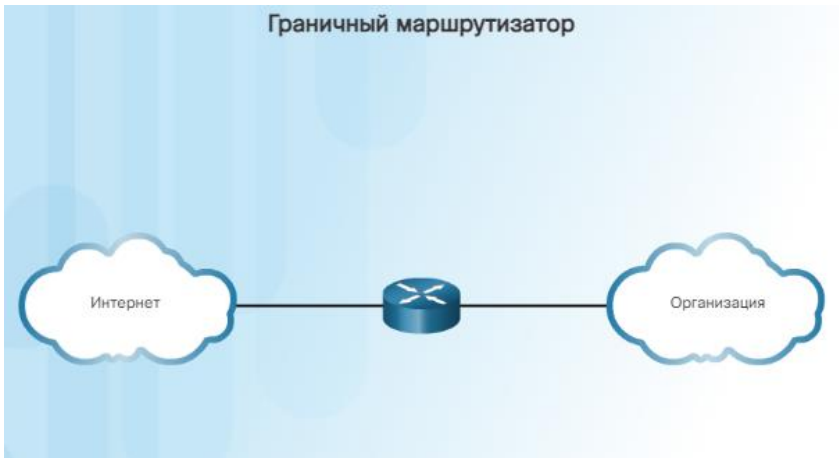 Граничный маршрутизатор
Интернет
Организация